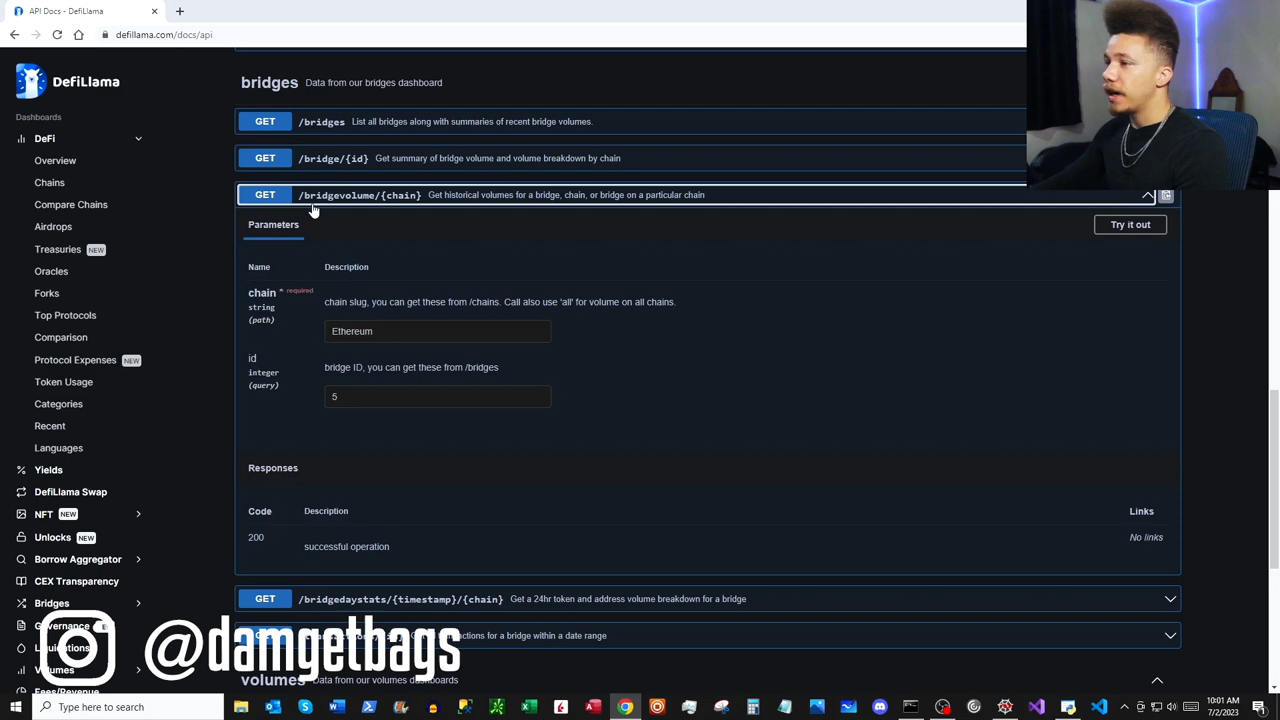 API Docs - DefiLlama
defillama.com/docs/api
DefiLlama
Dashboards
DeFi
Overview
Chains
Compare Chains
Airdrops
Treasuries NEW
Oracles
Forks
Top Protocols
Comparison
Protocol Expenses NEW
Token Usage
Categories
Recent
Languages
Yields
DefiLlama Swap
NFT NEW
Unlocks NEW
Borrow Aggregator
CEX Transparency
Bridges
Governance
Liquidations
Volumes
Fees/Revenue
bridges Data from our bridges dashboard
GET /bridges List all bridges along with summaries of recent bridge volumes.
GET /bridge/{id} Get summary of bridge volume and volume breakdown by chain
GET /bridgevolume/{chain} Get historical volumes for a bridge, chain, or bridge on a particular chain
Parameters
Try it out
Name Description
chain * required
string
(path)
chain slug, you can get these from /chains. Call also use 'all' for volume on all chains.
Ethereum
id
integer
(query)
bridge ID, you can get these from /bridges
5
Responses
Code Description Links
200 successful operation No links
GET /bridgedaystats/{timestamp}/{chain} Get a 24hr token and address volume breakdown for a bridge
for a bridge within a date range
volumes Data from our volumes dashboards
@damgetbags
Type here to search
10:01 AM
7/2/2023